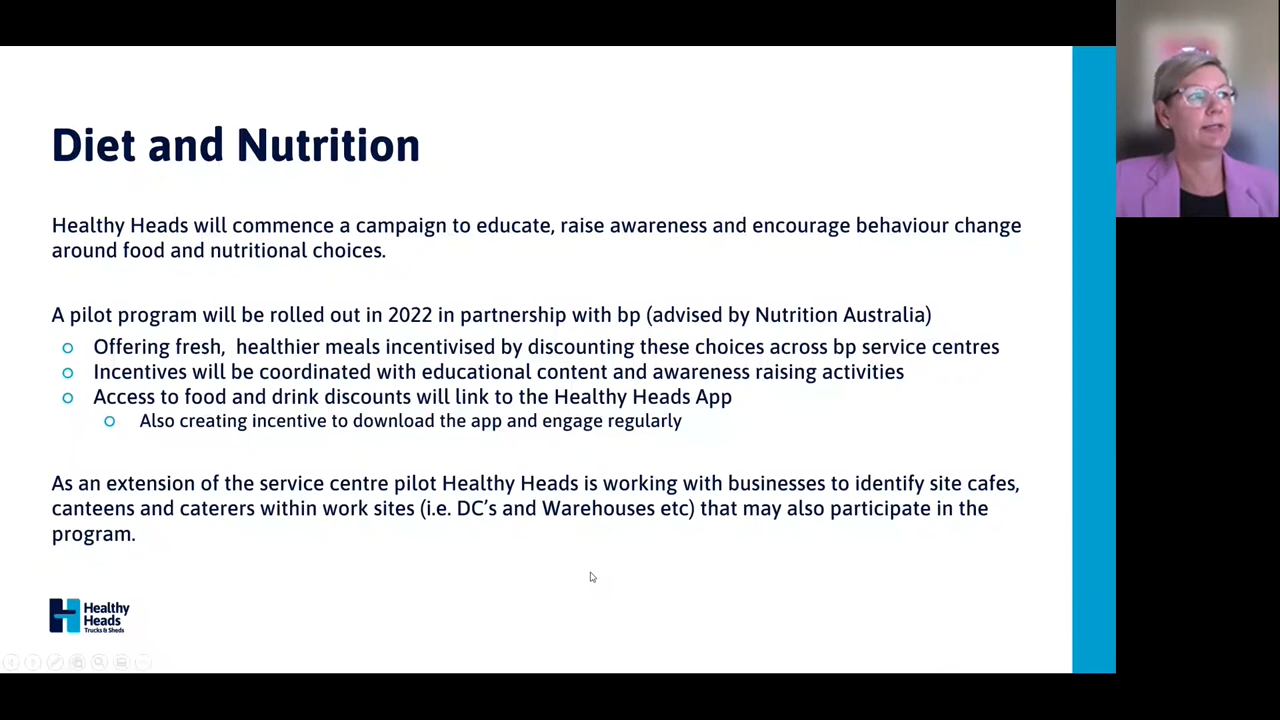 Diet and Nutrition
Healthy Heads will commence a campaign to educate, raise awareness and encourage behaviour change
around food and nutritional choices.
A pilot program will be rolled out in 2022 in partnership with bp (advised by Nutrition Australia)
Offering fresh,  healthier meals incentivised by discounting these choices across bp service centres
Incentives will be coordinated with educational content and awareness raising activities
Access to food and drink discounts will link to the Healthy Heads App
Also creating incentive to download the app and engage regularly
As an extension of the service centre pilot Healthy Heads is working with businesses to identify site cafes,
canteens and caterers within work sites (i.e. DC's and Warehouses etc) that may also participate in the
program.
Healthy
Heads
Trucks & Sheds